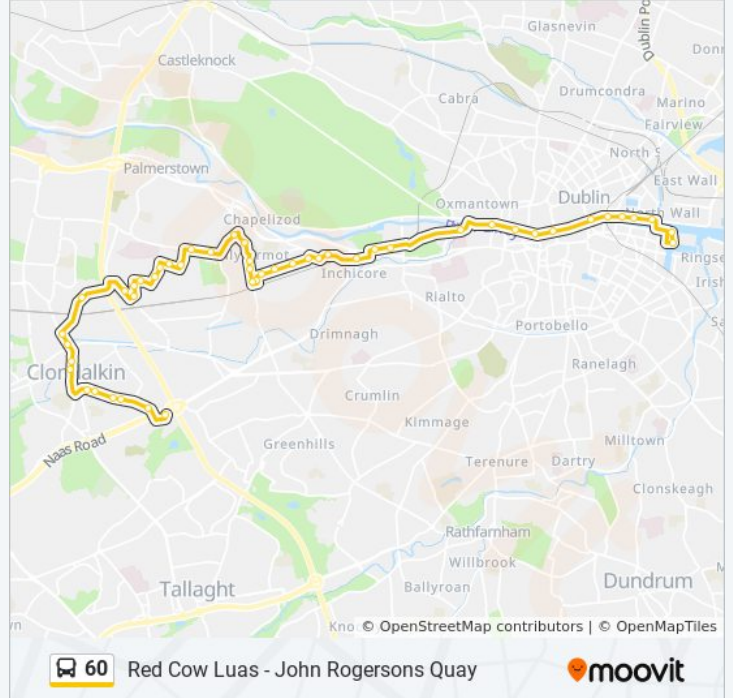 Glasnevin
Dublin Po
Donn
Castleknock
Cabra
Drumcondra
Marino
Fairview
North S
Palmerstown
East Wall
Oxmantown
Dublin
North Wall
Chapelizod
Ringse
Inchicore
Irish
Rialto
Portobello
Drimnagh
Ranelagh
Clondalkin
Crumlin
Kimmage
Naas Road
Greenhills
Milltown
Terenure
Dartry
Clonskeagh
Rathfarnham
Willbrook
Tallaght
Ballyroan
Dundrum
Kno
© OpenStreetMap contributors | © OpenMapTiles
60
Red Cow Luas - John Rogersons Quay
moovit